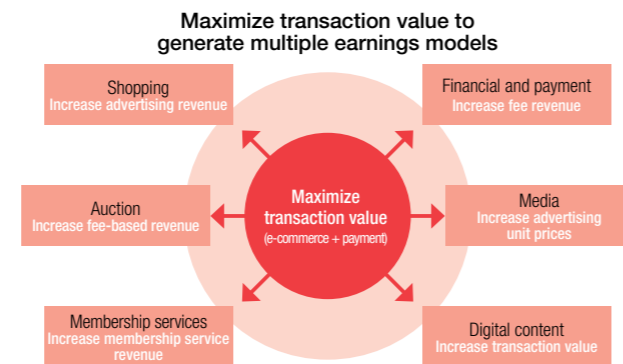 Maximize transaction value to
generate multiple earnings models
Shopping
Increase advertising revenue
Financial and payment
Increase fee revenue
Auction
Increase fee-based revenue
Maximize
transaction value
(e-commerce + payment)
Media
Increase advertising
unit prices
Membership services
Increase membership service
revenue
Digital content
Increase transaction value